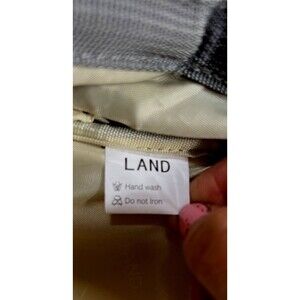 LAND
Hand wash
Do not Iron